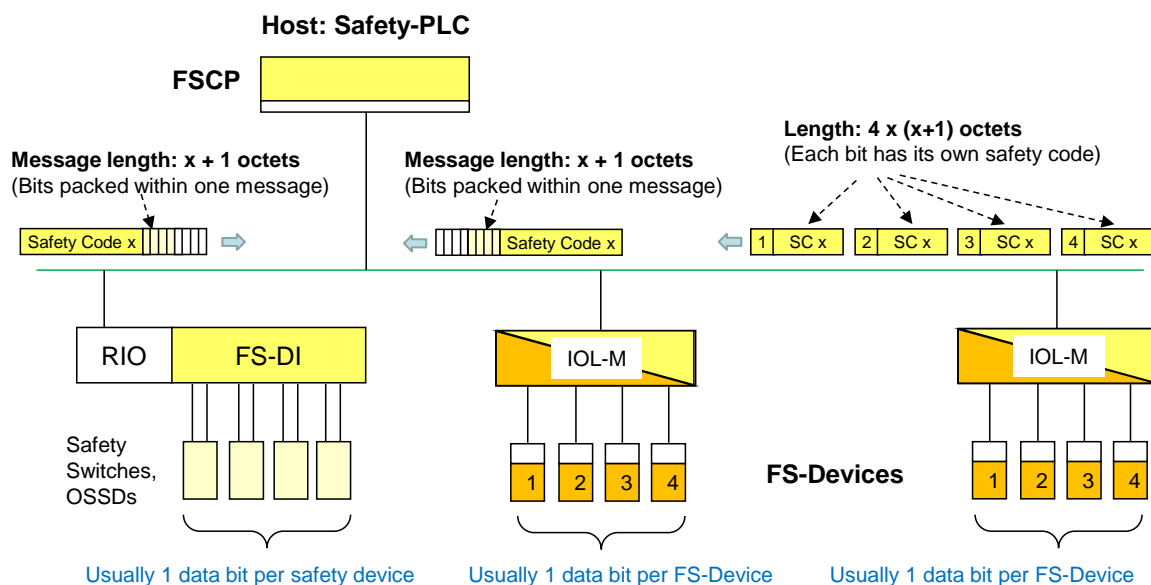 Host: Safety-PLC
FSCP
Message length: x + 1 octets
(Bits packed within one message)
Message length: x + 1 octets
(Bits packed within one message)
Length: 4 x (x+1) octets
(Each bit has its own safety code)
Safety Code x
Safety Code x
1 SC x
2 SC x
3 SC x
4 SC x
RIO
FS-DI
IOL-M
IOL-M
Safety
Switches,
OSSDs
1 2 3 4
FS-Devices
1 2 3 4
Usually 1 data bit per safety device
Usually 1 data bit per FS-Device
Usually 1 data bit per FS-Device